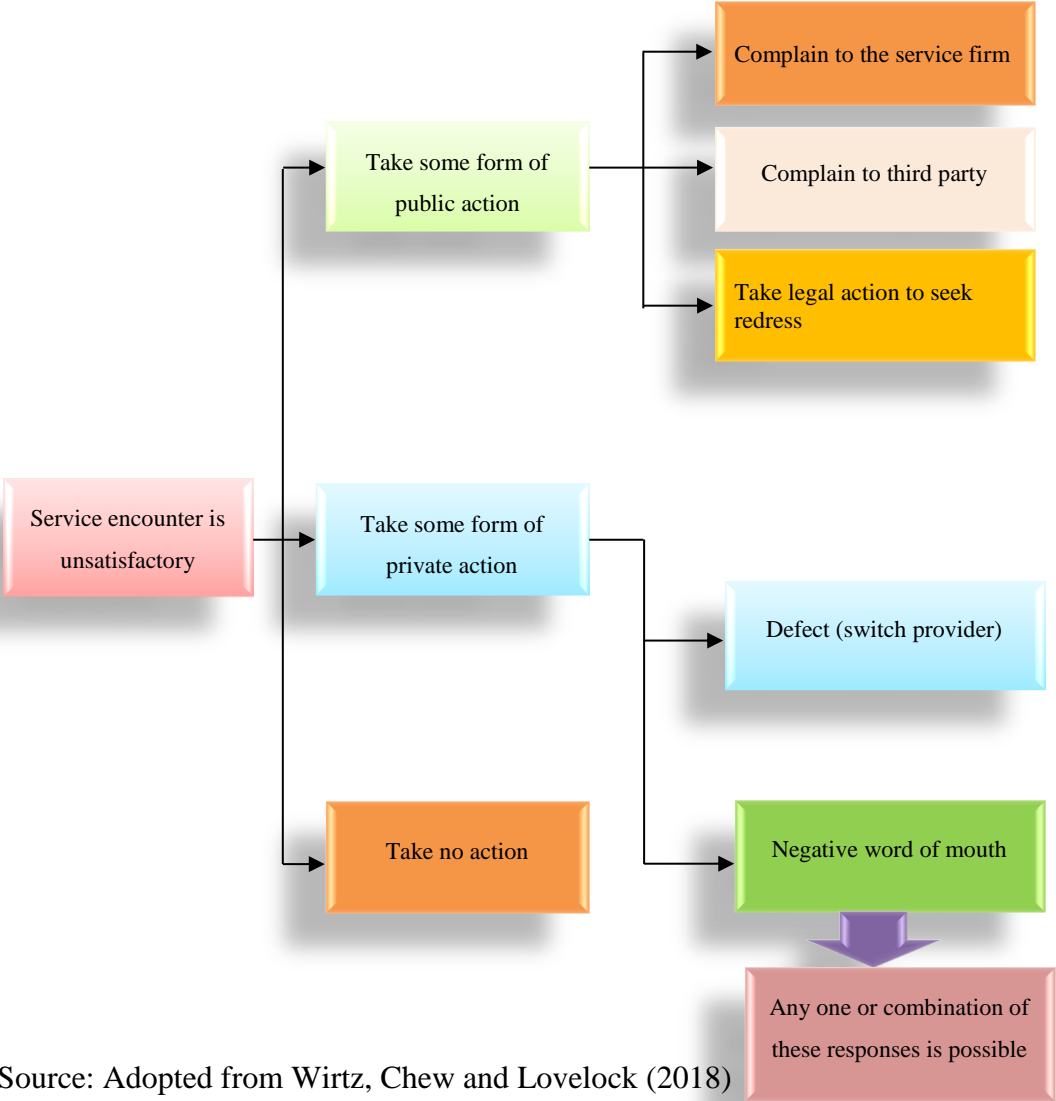 Complain to the service firm
Take some form of
public action
Complain to third party
Take legal action to seek
redress
Service encounter is
unsatisfactory
Take some form of
private action
Defect (switch provider)
Take no action
Negative word of mouth
Any one or combination of
these responses is possible
Source: Adopted from Wirtz, Chew and Lovelock (2018)